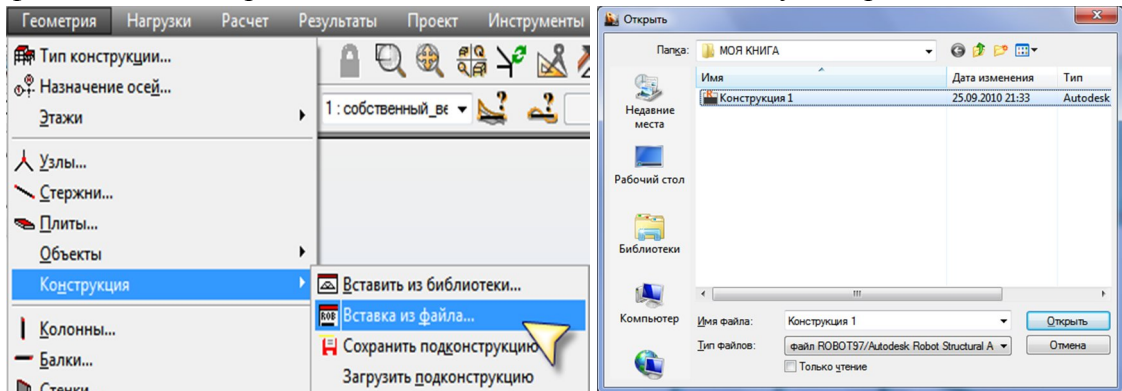 Геометрия Нагрузки Расчет Результаты Проект Инструменты
Тип конструкции...
Назначение осей...
Этажи
1 : собственный_ве
Узлы...
Стержни...
Плиты...
Объекты
Конструкция
Вставить из библиотеки...
Вставка из файла...
Сохранить подконструкцию
Загрузить подконструкцию
Колонны...
Балки...
Стенки
Открыть
Папка: МОЯ КНИГА
Имя Дата изменения Тип
Конструкция 1 25.09.2010 21:33 Autodesk
Недавние
места
Рабочий стол
Библиотеки
Компьютер
Имя файла: Конструкция 1 Открыть
Тип файлов: файл ROBOT97/Autodesk Robot Structural A Отмена
Только чтение